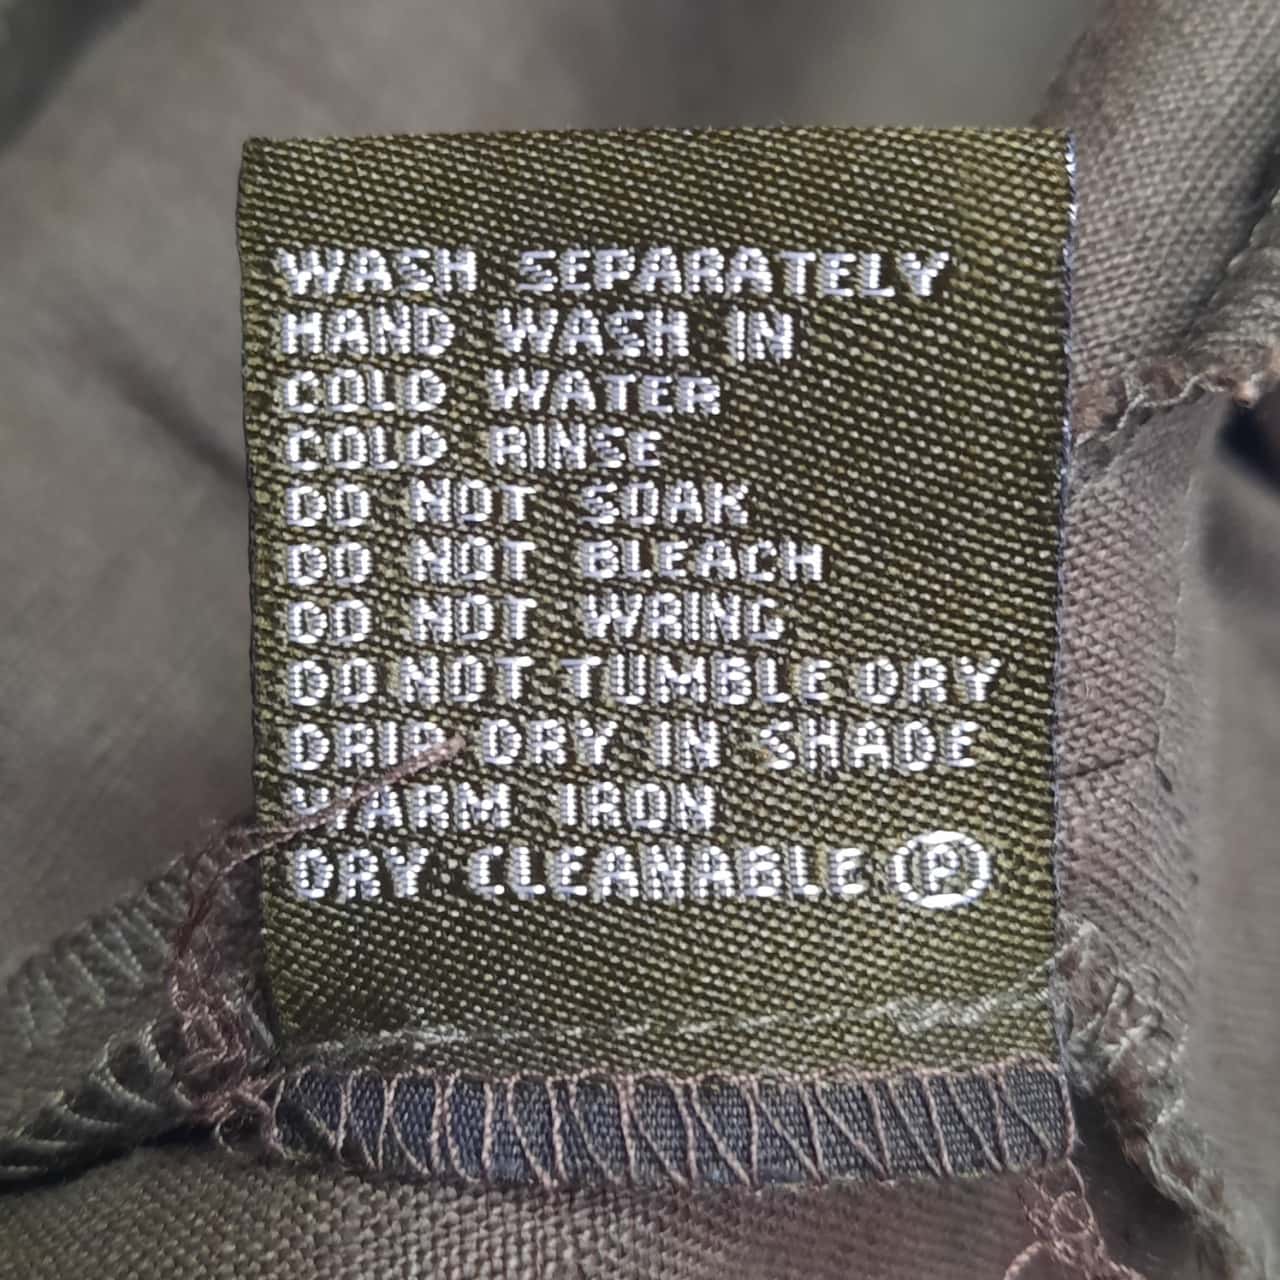 WASH SEPARATELY
HAND WASH IN
COLD WATER
COLD RINSE
DO NOT SOAK
DO NOT BLEACH
DO NOT WRING
DO NOT TUMBLE DRY
DRIP DRY IN SHADE
WARM IRON
DRY CLEANABLE Ⓟ